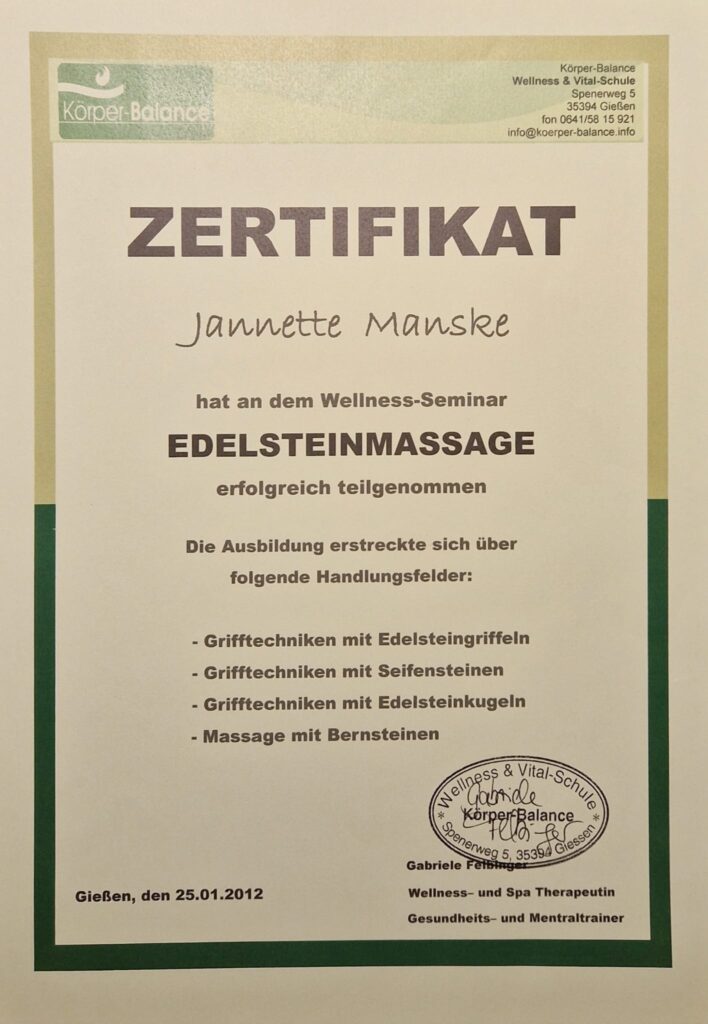 Körper-Balance
Körper-Balance
Wellness & Vital-Schule
Spenerweg 5
35394 Gießen
fon 0641/58 15 921
info@koerper-balance.info
ZERTIFIKAT
Jannette Manske
hat an dem Wellness-Seminar
EDELSTEINMASSAGE
erfolgreich teilgenommen
Die Ausbildung erstreckte sich über
folgende Handlungsfelder:
- Grifftechniken mit Edelsteingriffeln
- Grifftechniken mit Seifensteinen
- Grifftechniken mit Edelsteinkugeln
- Massage mit Bernsteinen
* Wellness & Vital-Schule *
Gabriele
Körper-Balance
Felbinger
Spenerweg 5, 35394 Giessen
Gabriele Felbinger
Gießen, den 25.01.2012
Wellness– und Spa Therapeutin
Gesundheits– und Mentraltrainer